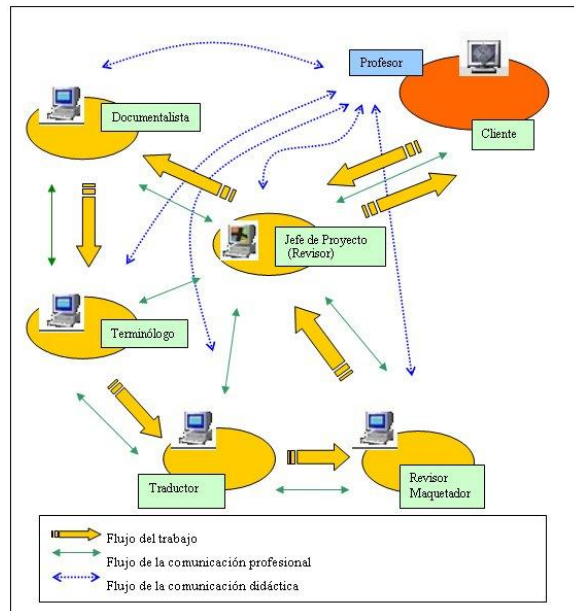 Profesor
Cliente
Documentalista
Jefe de Proyecto
(Revisor)
Terminólogo
Traductor
Revisor
Maquetador
Flujo del trabajo
Flujo de la comunicación profesional
Flujo de la comunicación didáctica